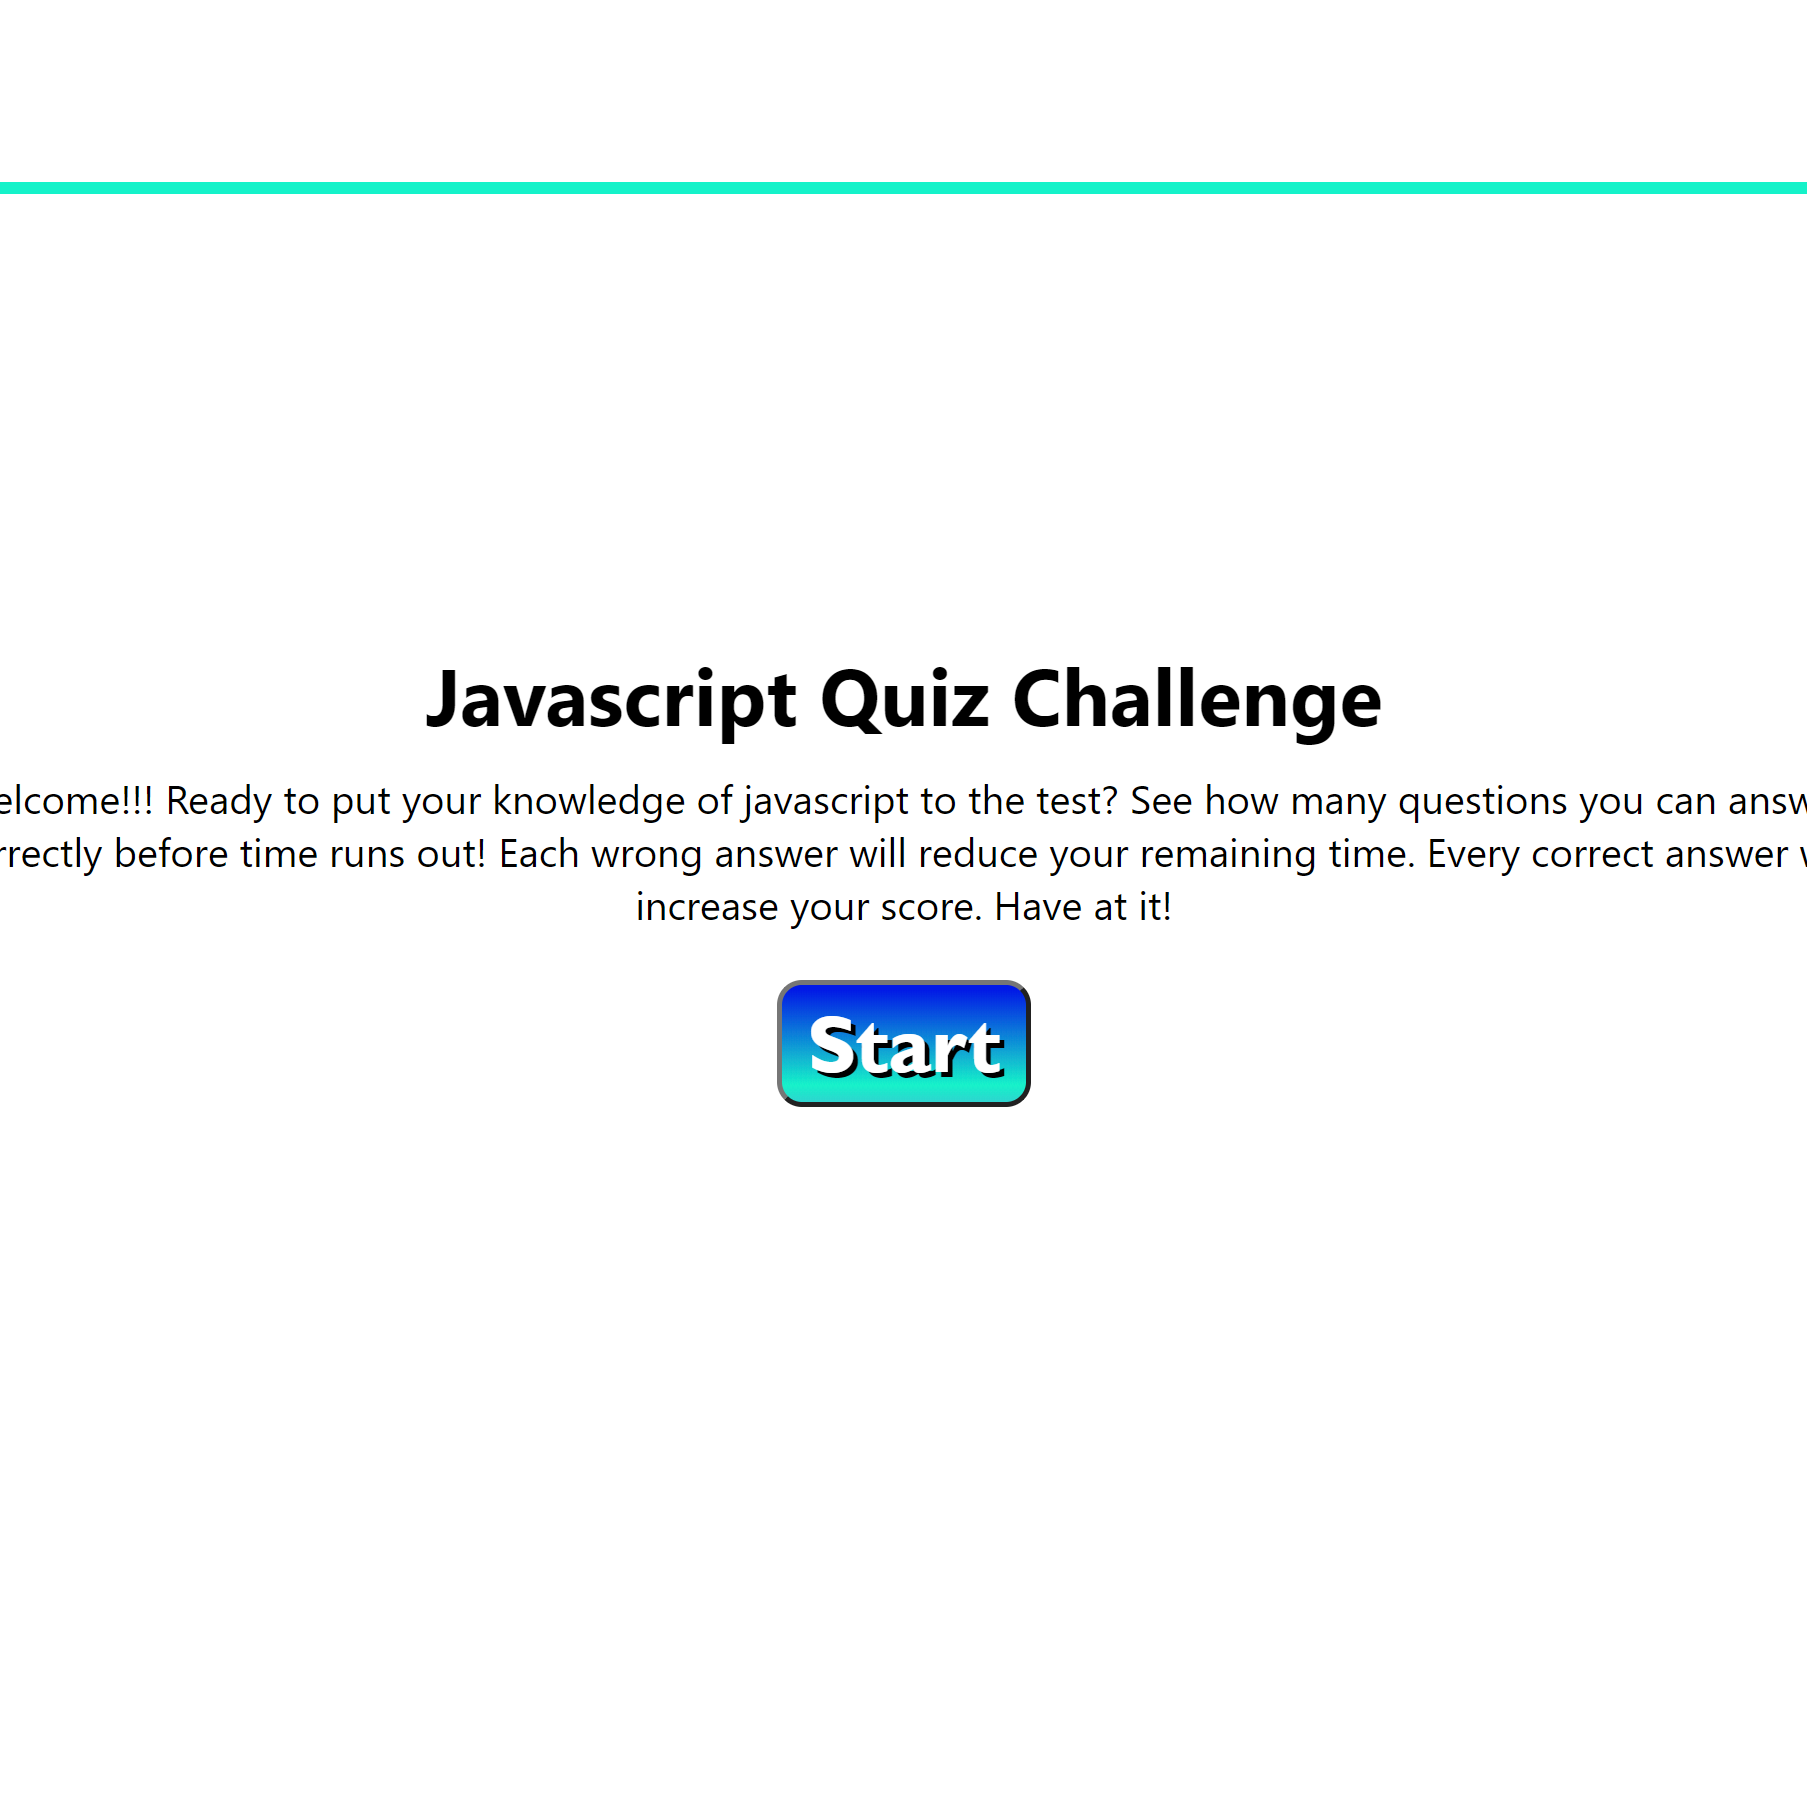 Javascript Quiz Challenge
elcome!!! Ready to put your knowledge of javascript to the test? See how many questions you can answ
rrectly before time runs out! Each wrong answer will reduce your remaining time. Every correct answer
increase your score. Have at it!
Start